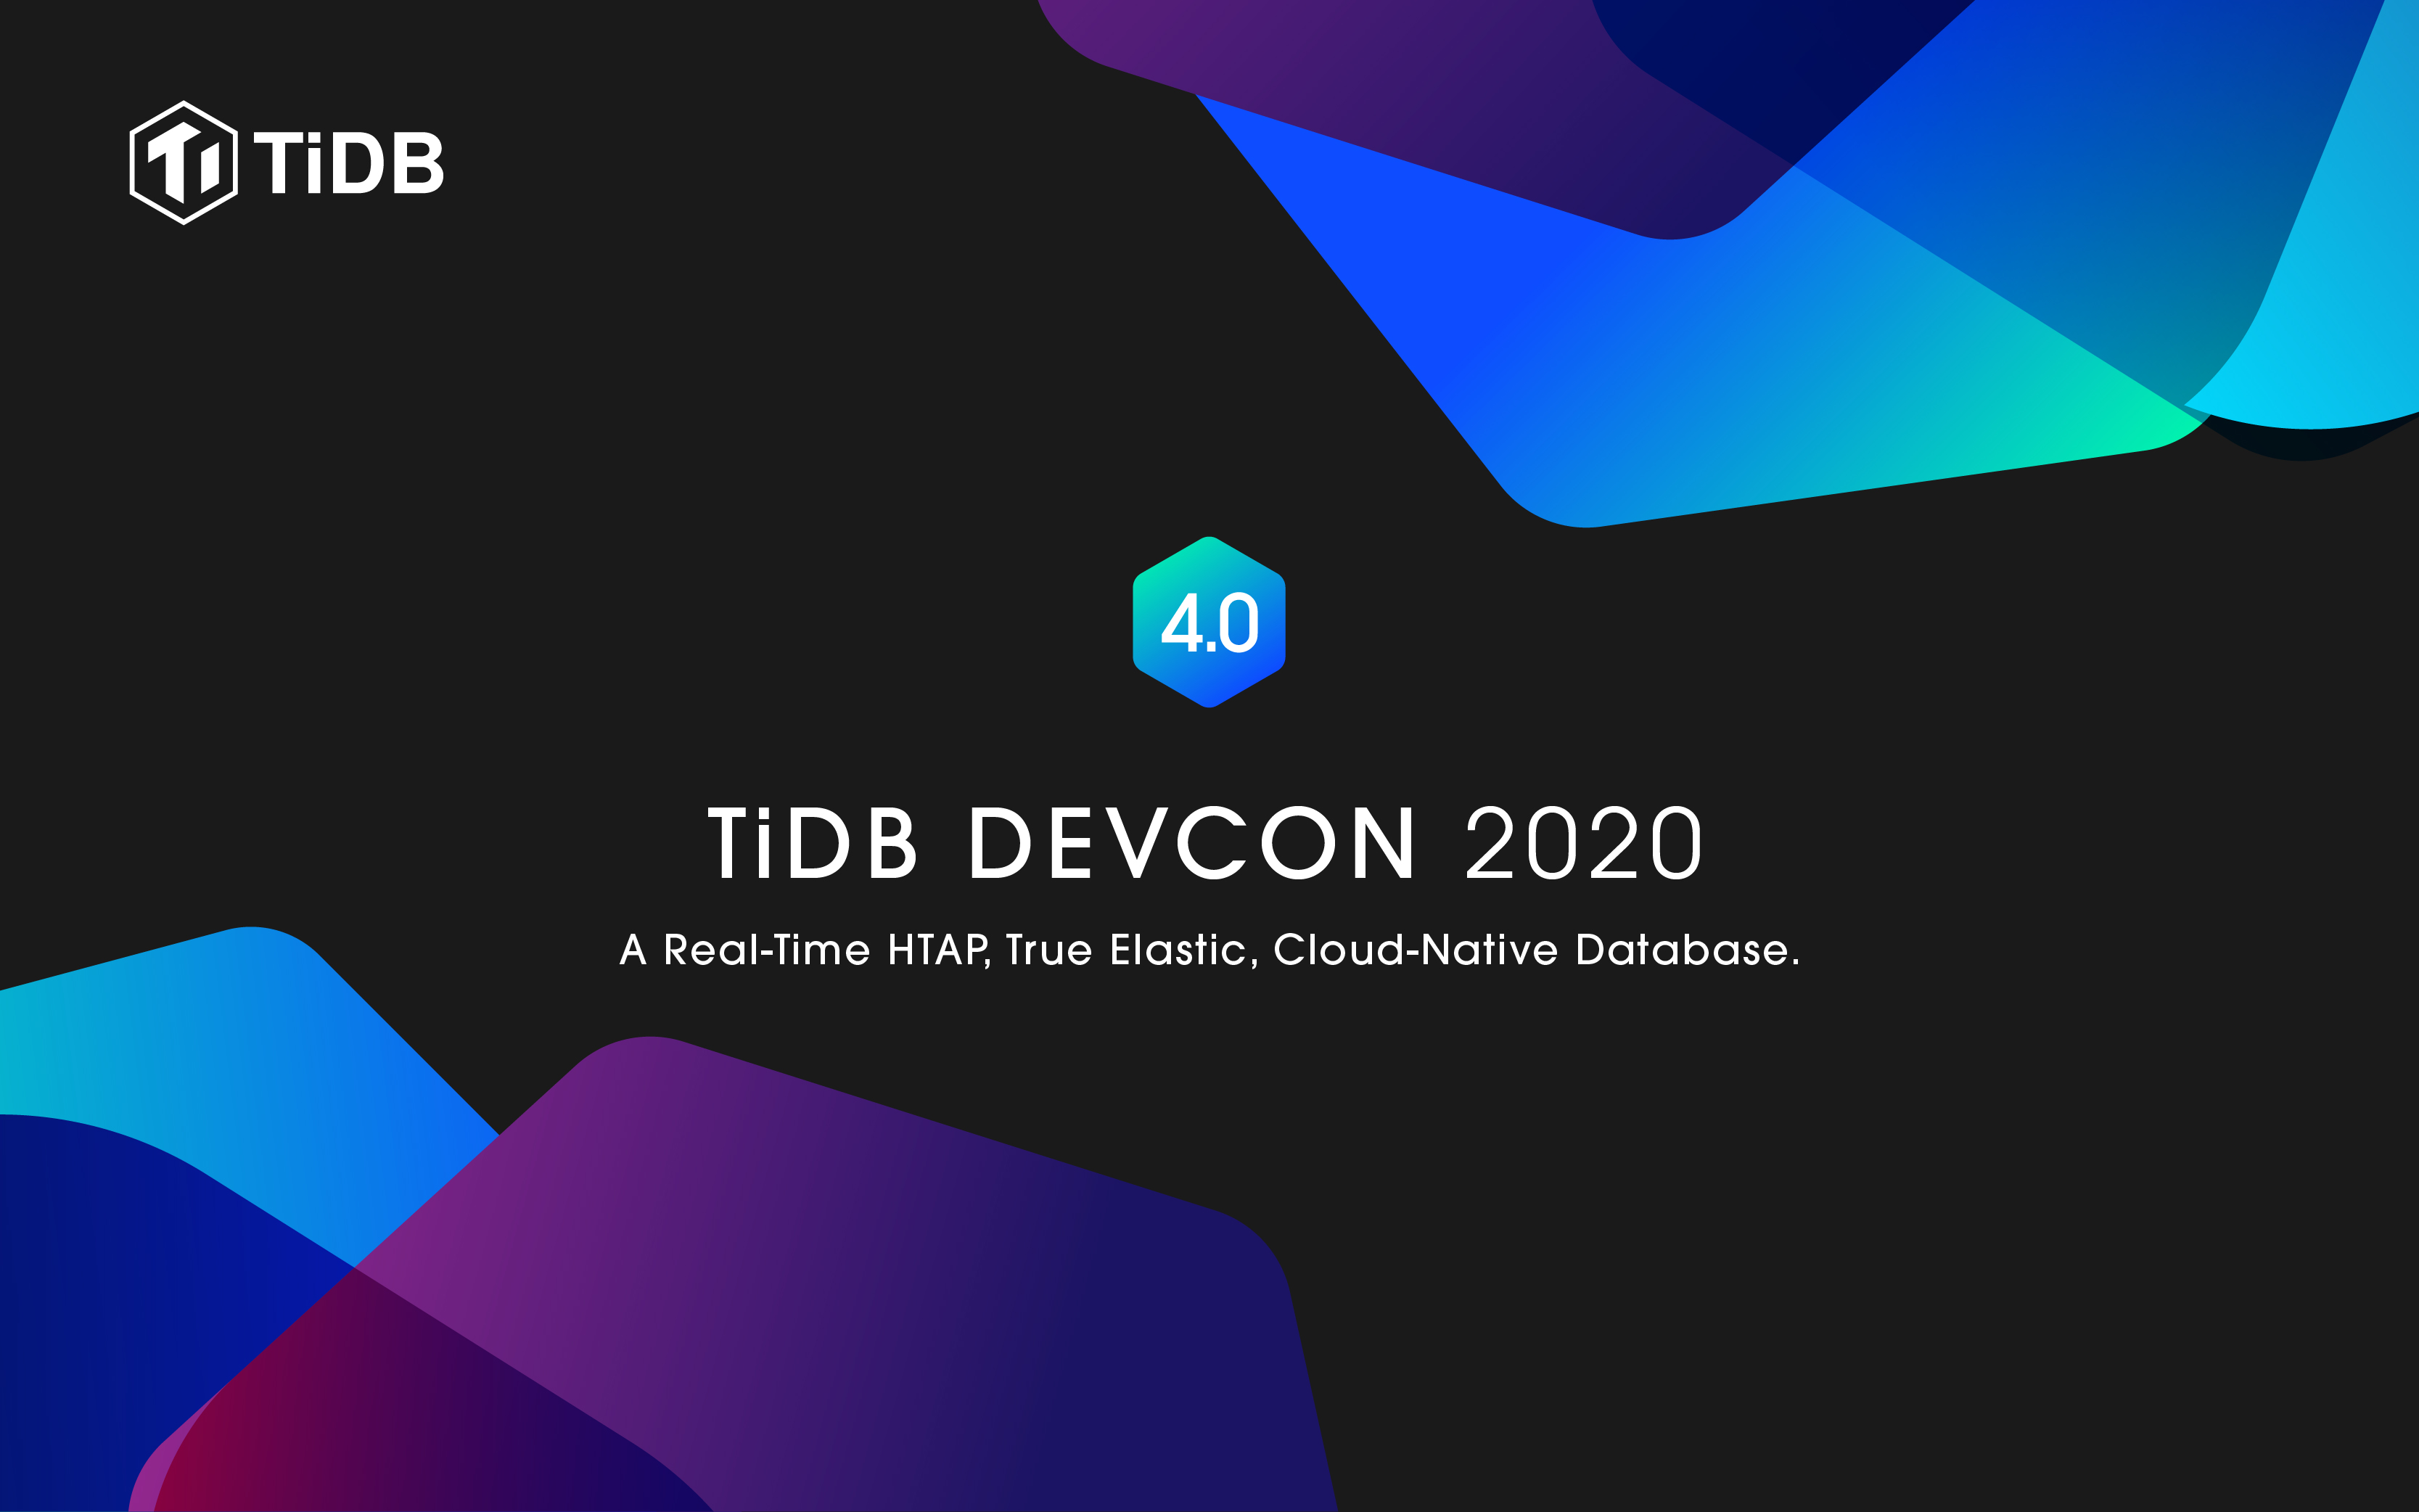 TiDB
4.0
TiDB DEVCON 2020
A Real-Time HTAP, True Elastic, Cloud-Native Database.